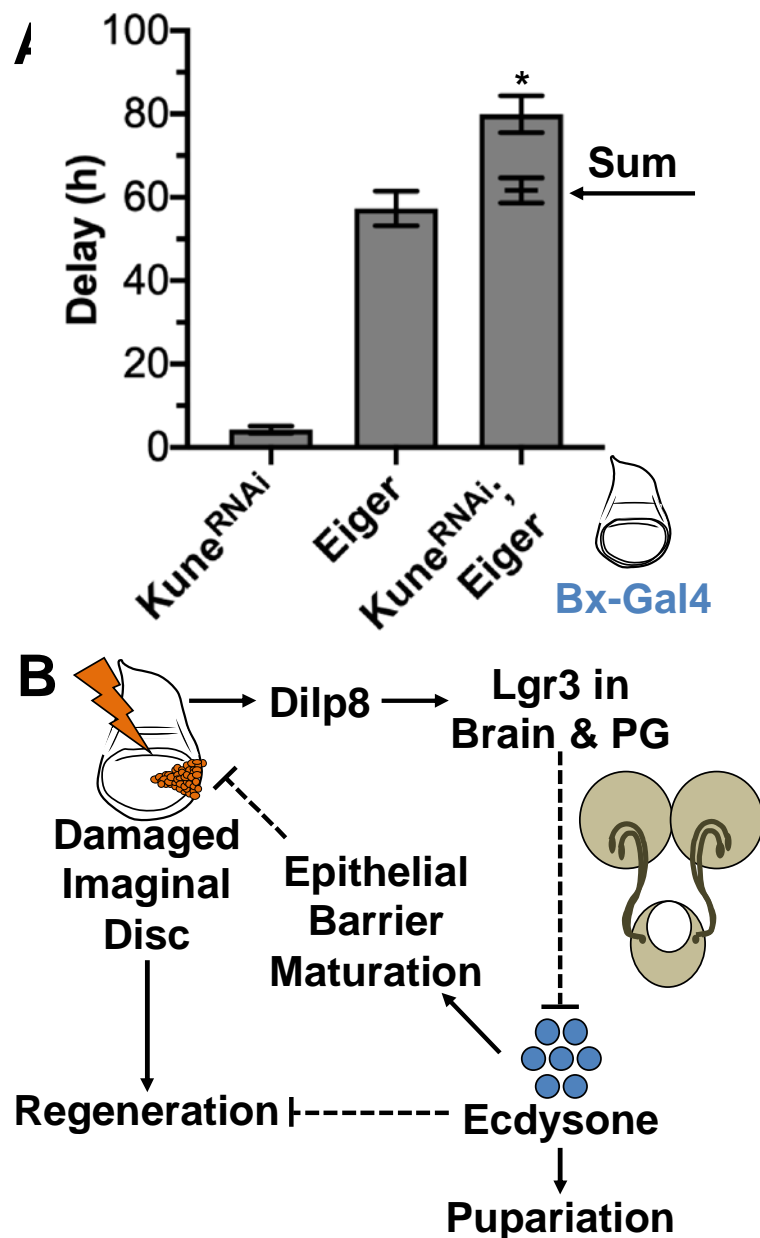 A
100
80
60
40
20
0
Delay (h)
*
Sum
Kune^RNAi
Eiger
Kune^RNAi;
Eiger
Bx-Gal4
B
Dilp8
Lgr3 in
Brain & PG
Damaged
Imaginal
Disc
Epithelial
Barrier
Maturation
Regeneration
Ecdysone
Pupariation